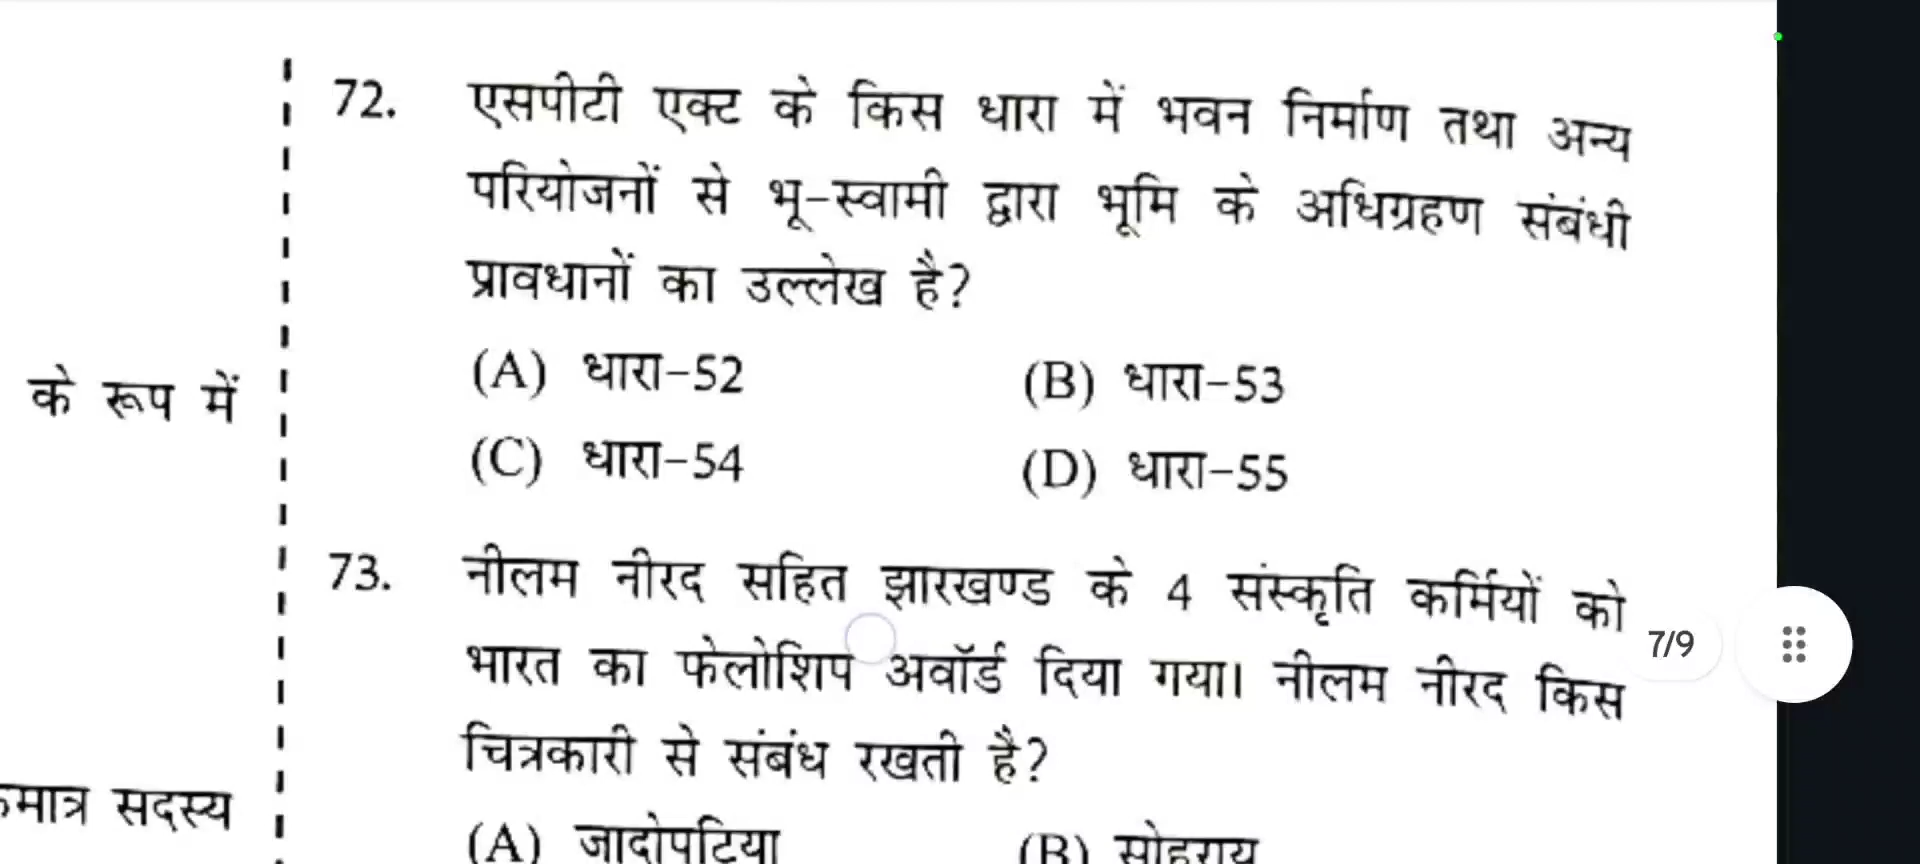 72. एसपीटी एक्ट के किस धारा में भवन निर्माण तथा अन्य
परियोजनों से भू-स्वामी द्वारा भूमि के अधिग्रहण संबंधी
प्रावधानों का उल्लेख है?
(A) धारा-52 (B) धारा-53
के रूप में
(C) धारा-54 (D) धारा-55
73. नीलम नीरद सहित झारखण्ड के 4 संस्कृति कर्मियों को
भारत का फेलोशिप अवॉर्ड दिया गया। नीलम नीरद किस
7/9
चित्रकारी से संबंध रखती है?
सदस्य
(A) जादोपटिया (B) सोहराय